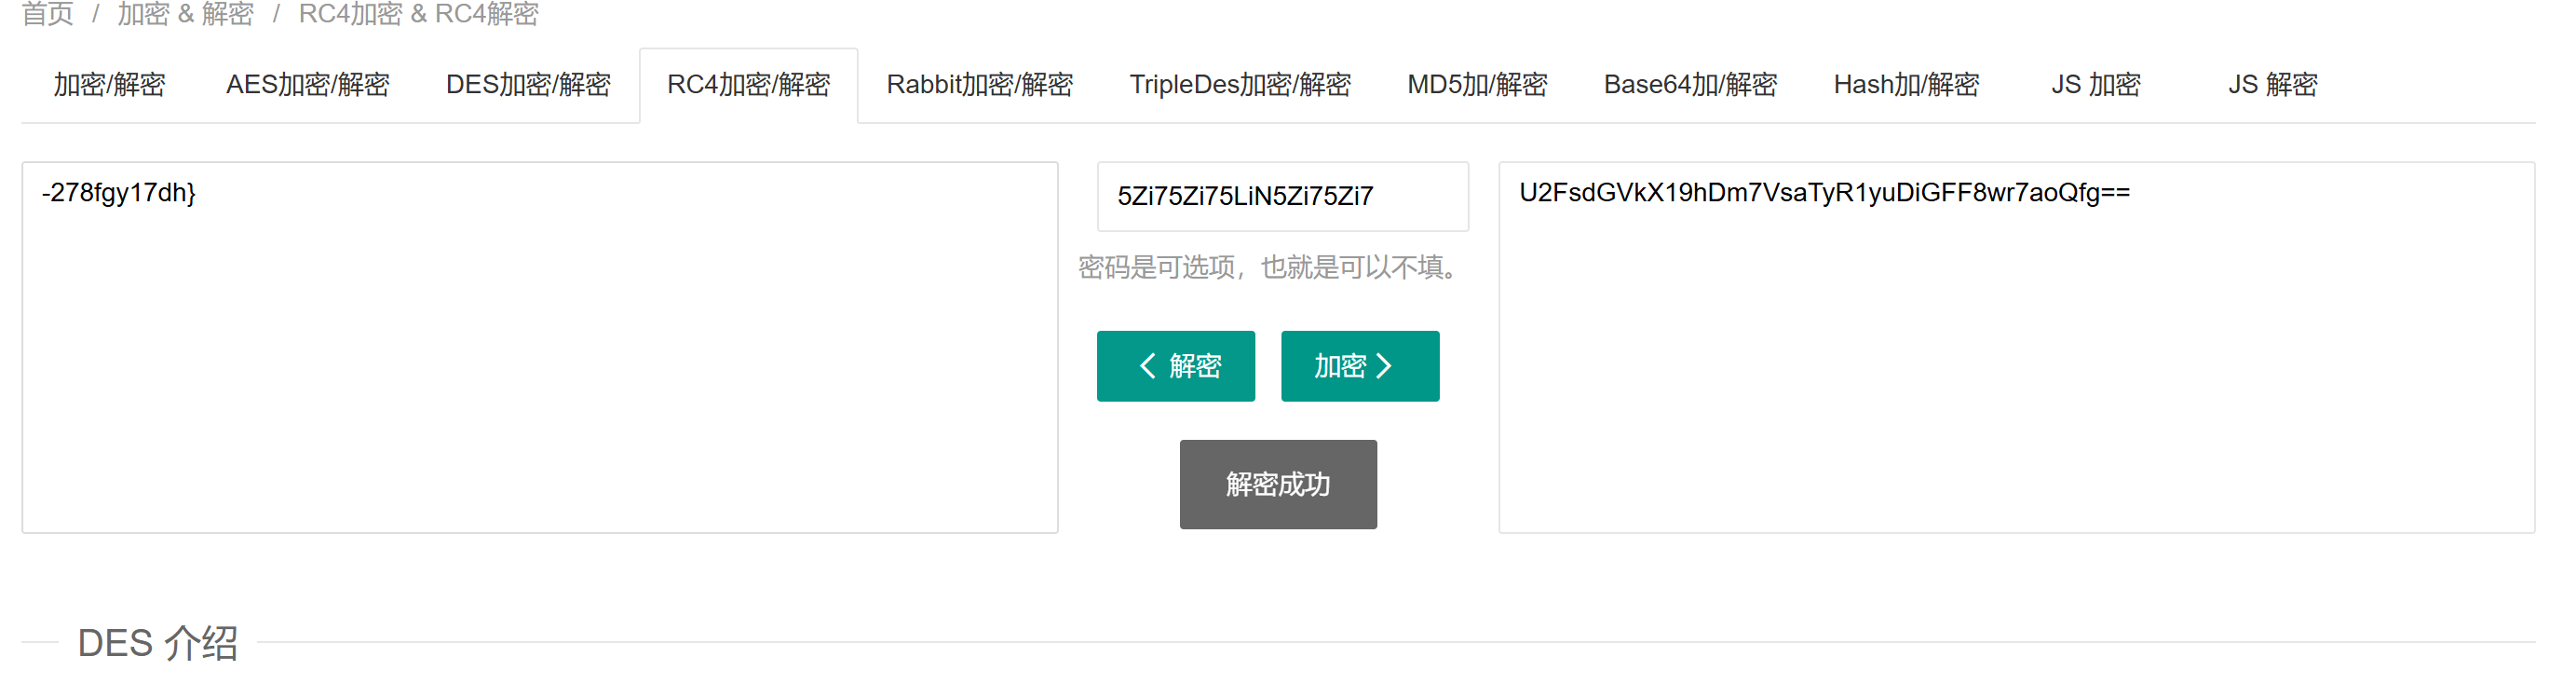 首页 / 加密 & 解密 / RC4加密 & RC4解密
加密/解密 AES加密/解密 DES加密/解密 RC4加密/解密 Rabbit加密/解密 TripleDes加密/解密 MD5加/解密 Base64加/解密 Hash加/解密 JS 加密 JS 解密
-278fgy17dh}
5Zi75Zi75LiN5Zi75Zi7
U2FsdGVkX19hDm7VsaTyR1yuDiGFF8wr7aoQfg==
密码是可选项，也就是可以不填。
解密 加密
解密成功
DES 介绍